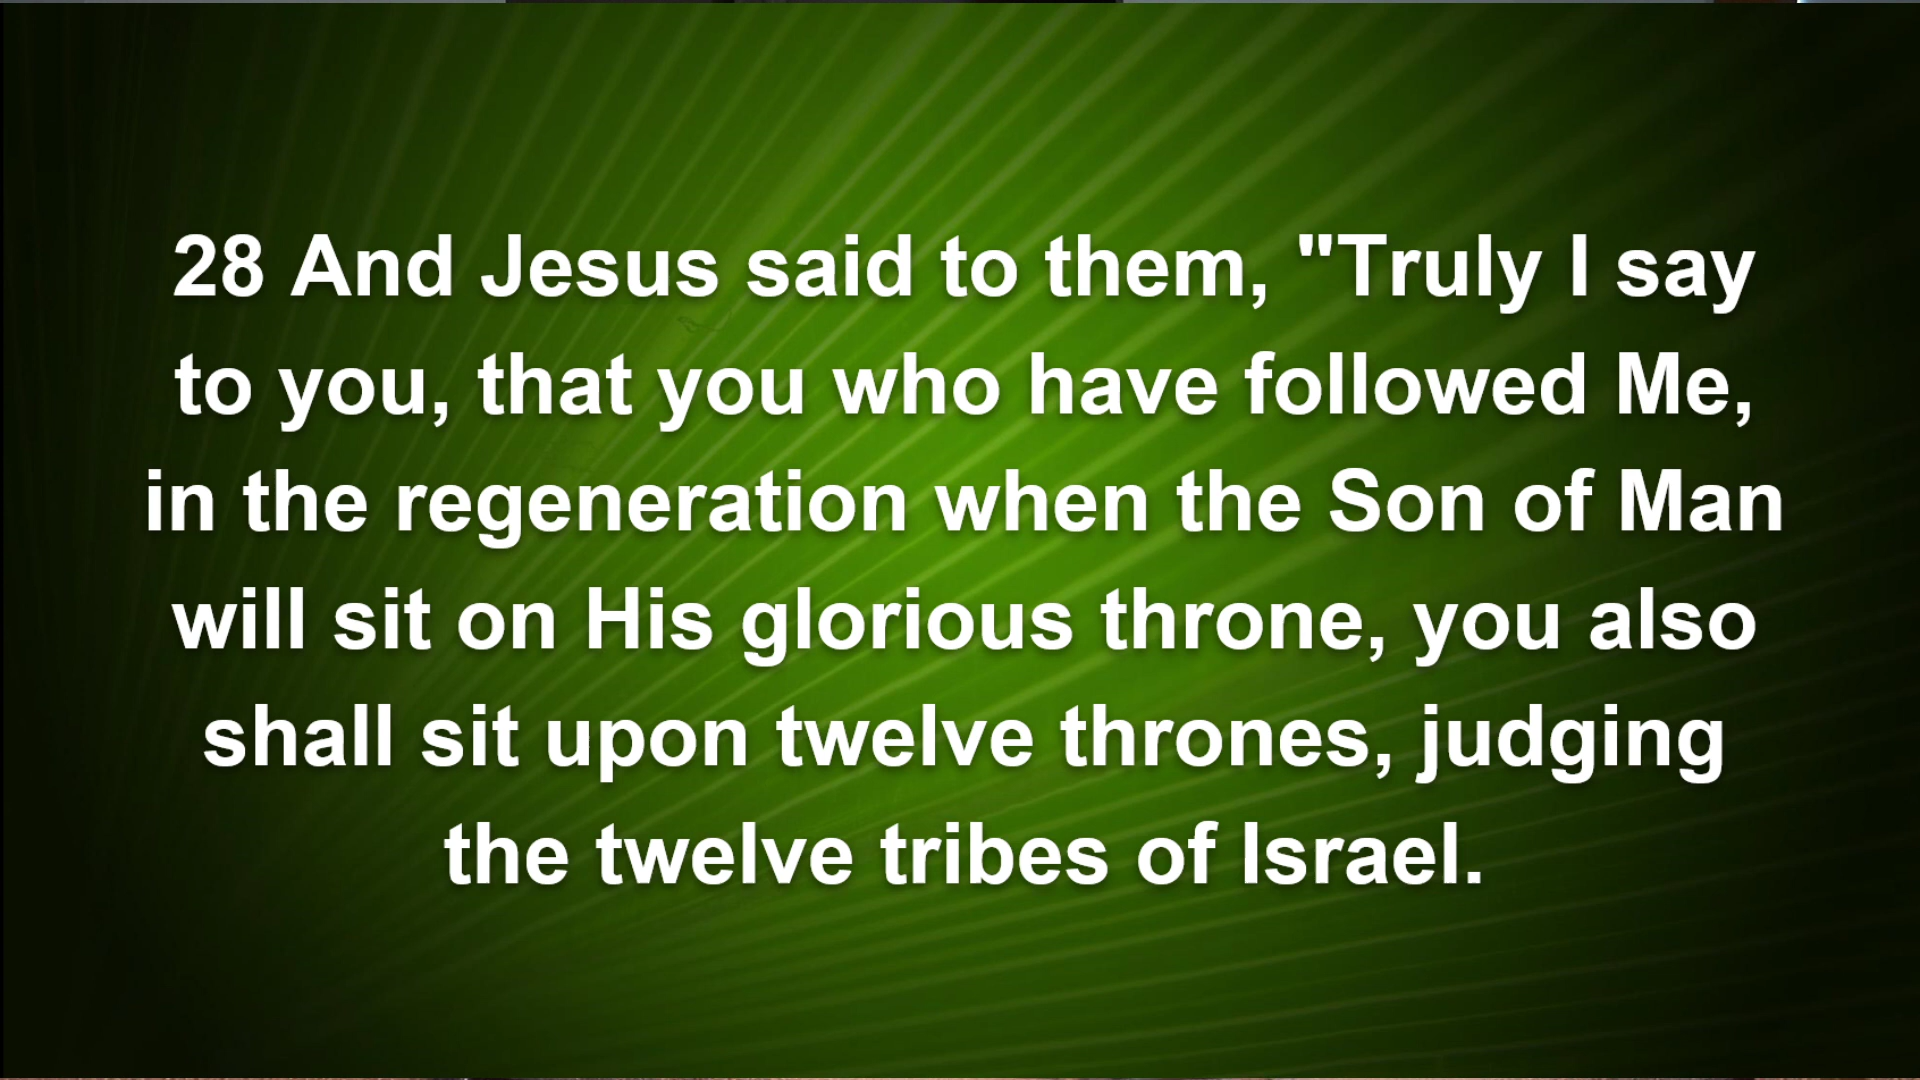 28 And Jesus said to them, "Truly I say
to you, that you who have followed Me,
in the regeneration when the Son of Man
will sit on His glorious throne, you also
shall sit upon twelve thrones, judging
the twelve tribes of Israel.